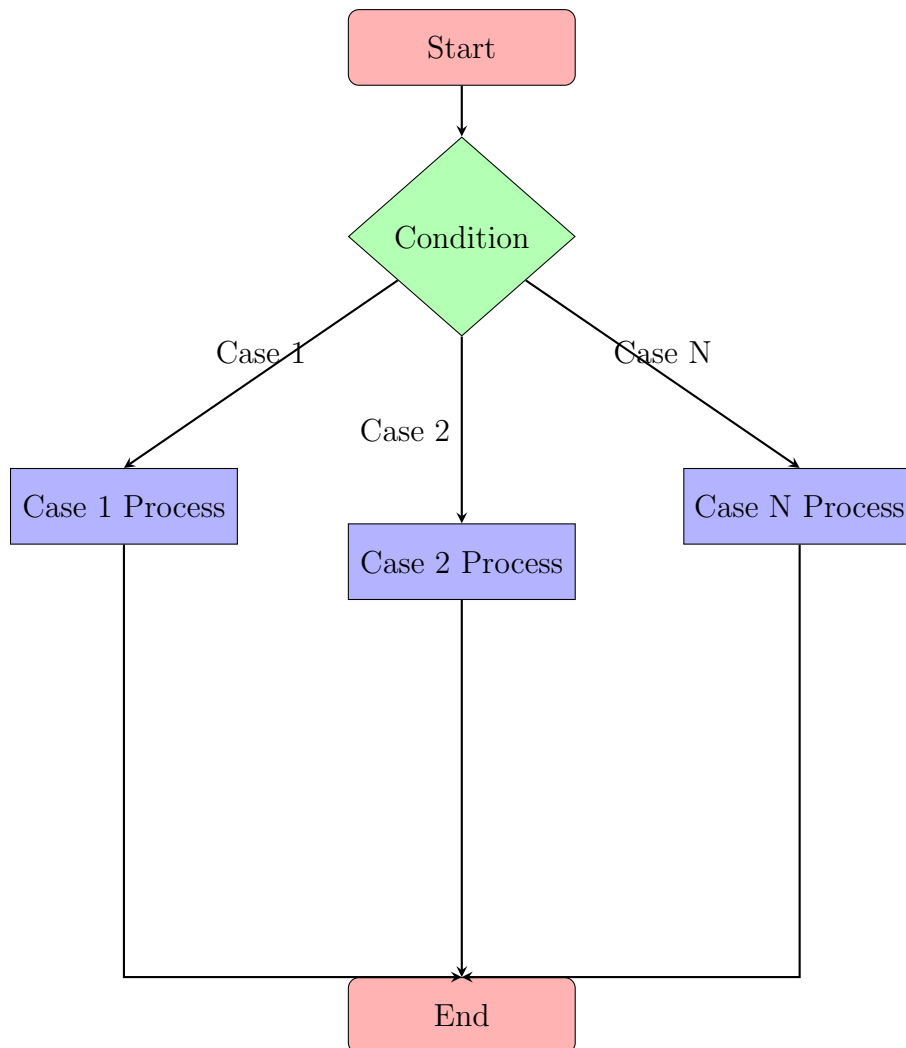 Start
Condition
Case 1
Case N
Case 2
Case 1 Process
Case N Process
Case 2 Process
End